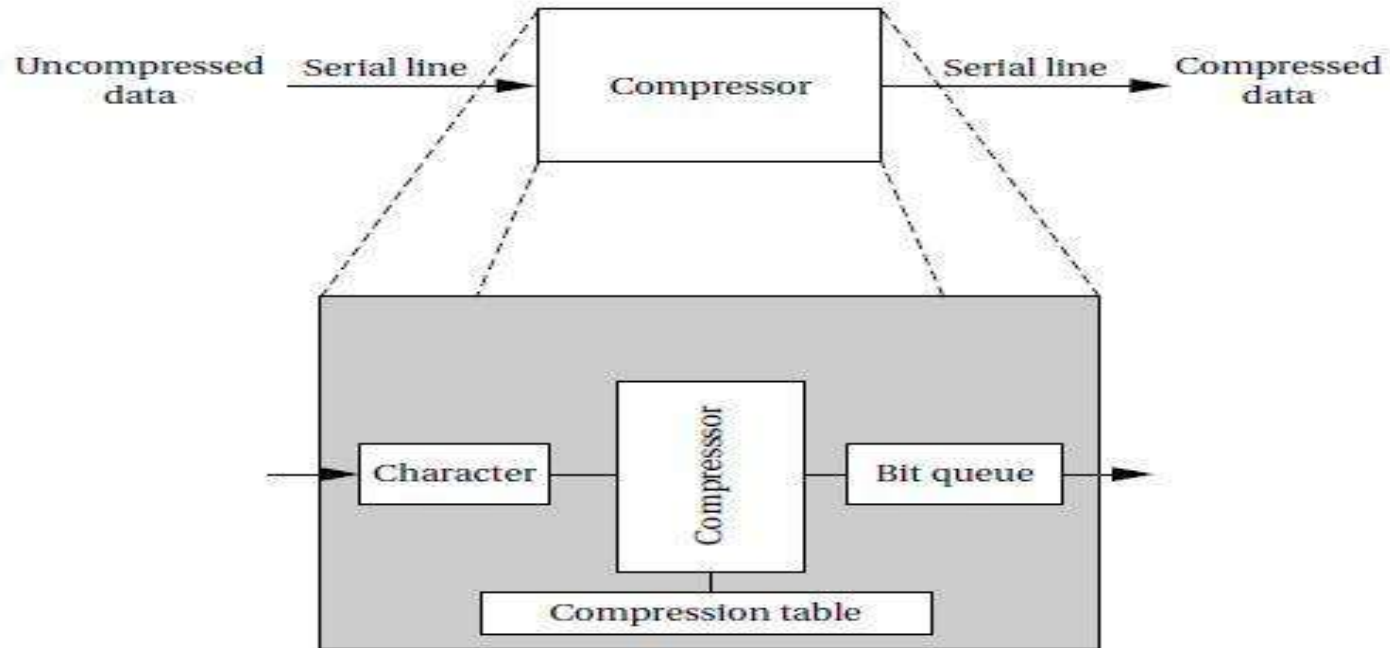 Uncompressed
data
Serial line
Compressor
Serial line
Compressed
data
Character
Compressor
Bit queue
Compression table